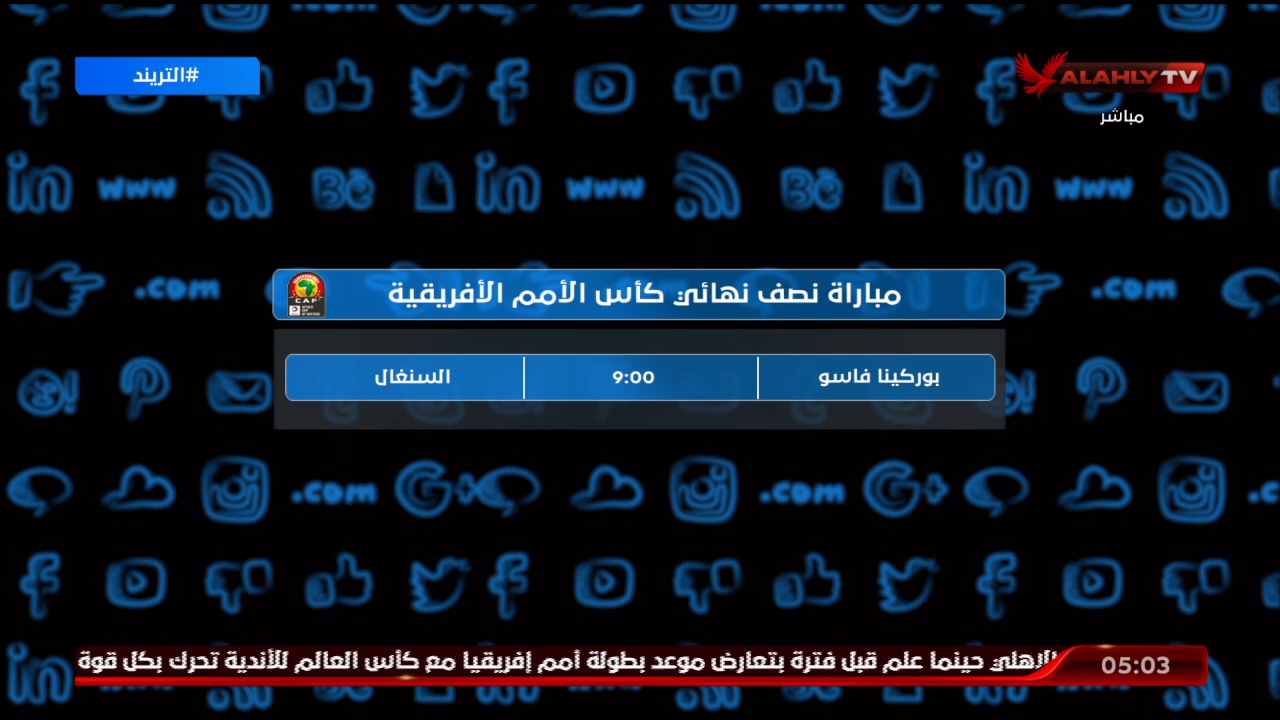 #التريند
ALAHLY TV
مباشر
مباراة نصف نهائي كأس الأمم الأفريقية
CAF
بوركينا فاسو
9:00
السنغال
الاهلي حينما علم قبل فترة بتعارض موعد بطولة أمم إفريقيا مع كأس العالم للأندية تحرك بكل قوة
05:03